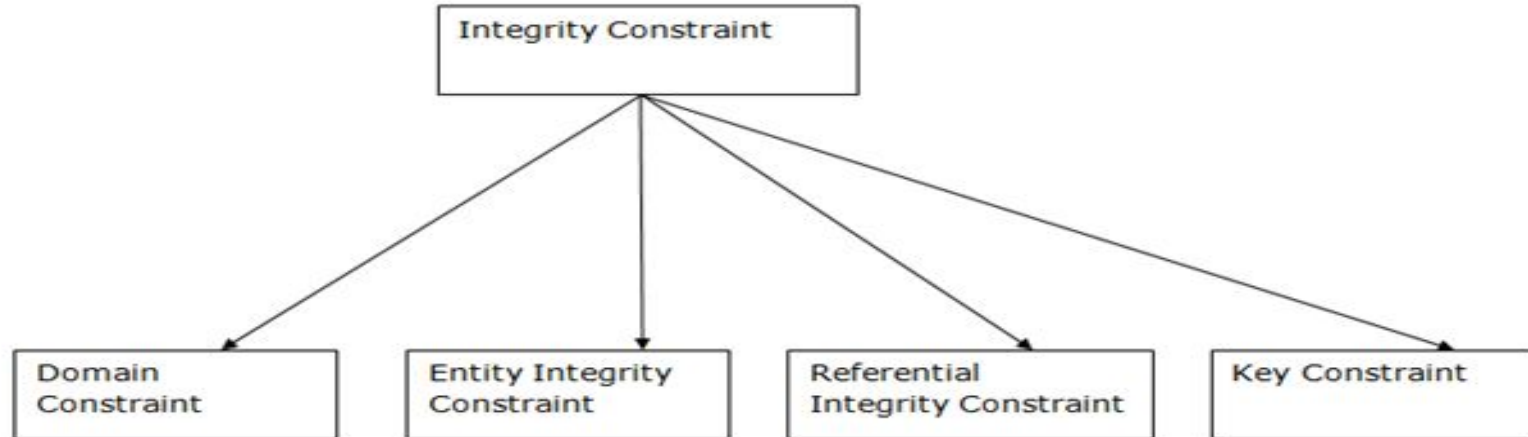 Integrity Constraint
Domain
Constraint
Entity Integrity
Constraint
Referential
Integrity Constraint
Key Constraint